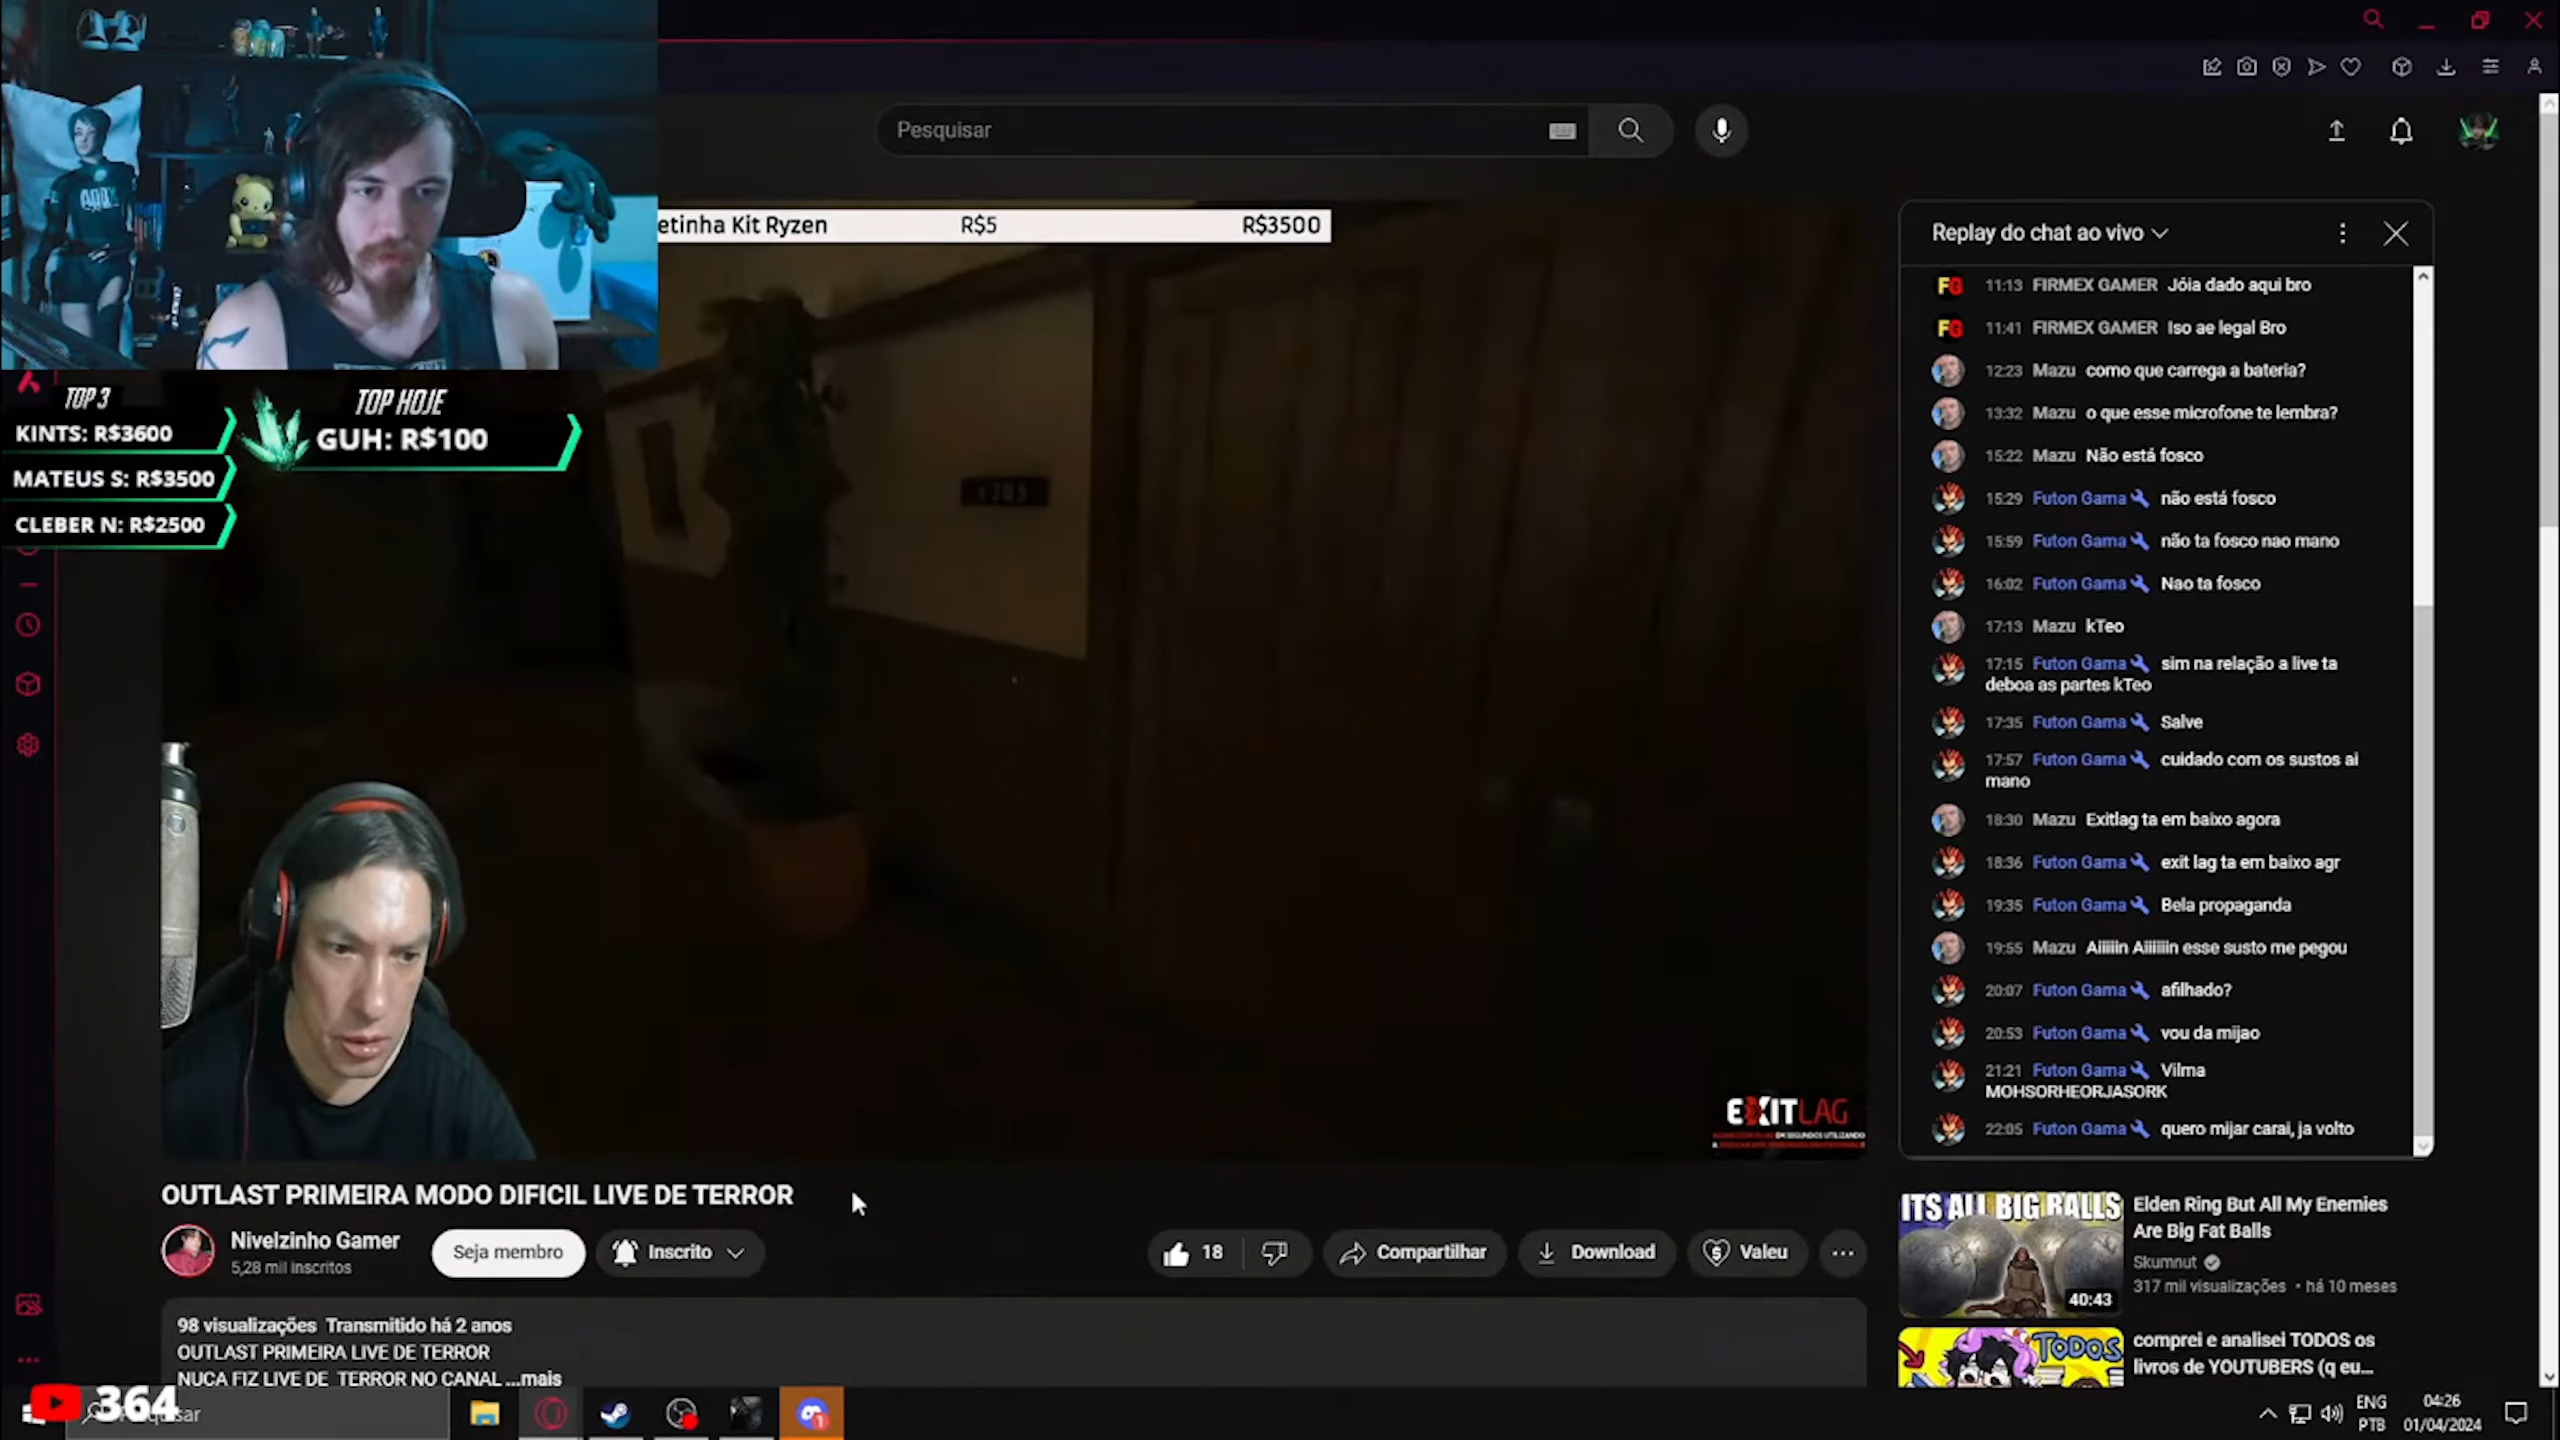 Pesquisar
etinha Kit Ryzen R$5 R$3500
TOP 3
KINTS: R$3600
MATEUS S: R$3500
CLEBER N: R$2500
TOP HOJE
GUH: R$100
Replay do chat ao vivo
FG 11:13 FIRMEX GAMER Jóia dado aqui bro
FG 11:41 FIRMEX GAMER Iso ae legal Bro
12:23 Mazu como que carrega a bateria?
13:32 Mazu o que esse microfone te lembra?
15:22 Mazu Não está fosco
15:29 Futon Gama não está fosco
15:59 Futon Gama não ta fosco nao mano
16:02 Futon Gama Nao ta fosco
17:13 Mazu kTeo
17:15 Futon Gama sim na relação a live ta
deboa as partes kTeo
17:35 Futon Gama Salve
17:57 Futon Gama cuidado com os sustos ai
mano
18:30 Mazu Exitlag ta em baixo agora
18:36 Futon Gama exit lag ta em baixo agr
19:35 Futon Gama Bela propaganda
19:55 Mazu Aiiiiin Aiiiiiin esse susto me pegou
20:07 Futon Gama afilhado?
20:53 Futon Gama vou da mijao
21:21 Futon Gama Vilma
MOHSORHEORJASORK
22:05 Futon Gama quero mijar carai, ja volto
EXITLAG
OUTLAST PRIMEIRA MODO DIFICIL LIVE DE TERROR
Nivelzinho Gamer
5,28 mil inscritos
Seja membro
Inscrito
18
Compartilhar
Download
Valeu
98 visualizações Transmitido há 2 anos
OUTLAST PRIMEIRA LIVE DE TERROR
NUCA FIZ LIVE DE TERROR NO CANAL ...mais
ITS ALL BIG BALLS
40:43
Elden Ring But All My Enemies
Are Big Fat Balls
Skumnut
317 mil visualizações • há 10 meses
TODOS
comprei e analisei TODOS os
livros de YOUTUBERS (q eu...
364
1
ENG
PTB
04:26
01/04/2024